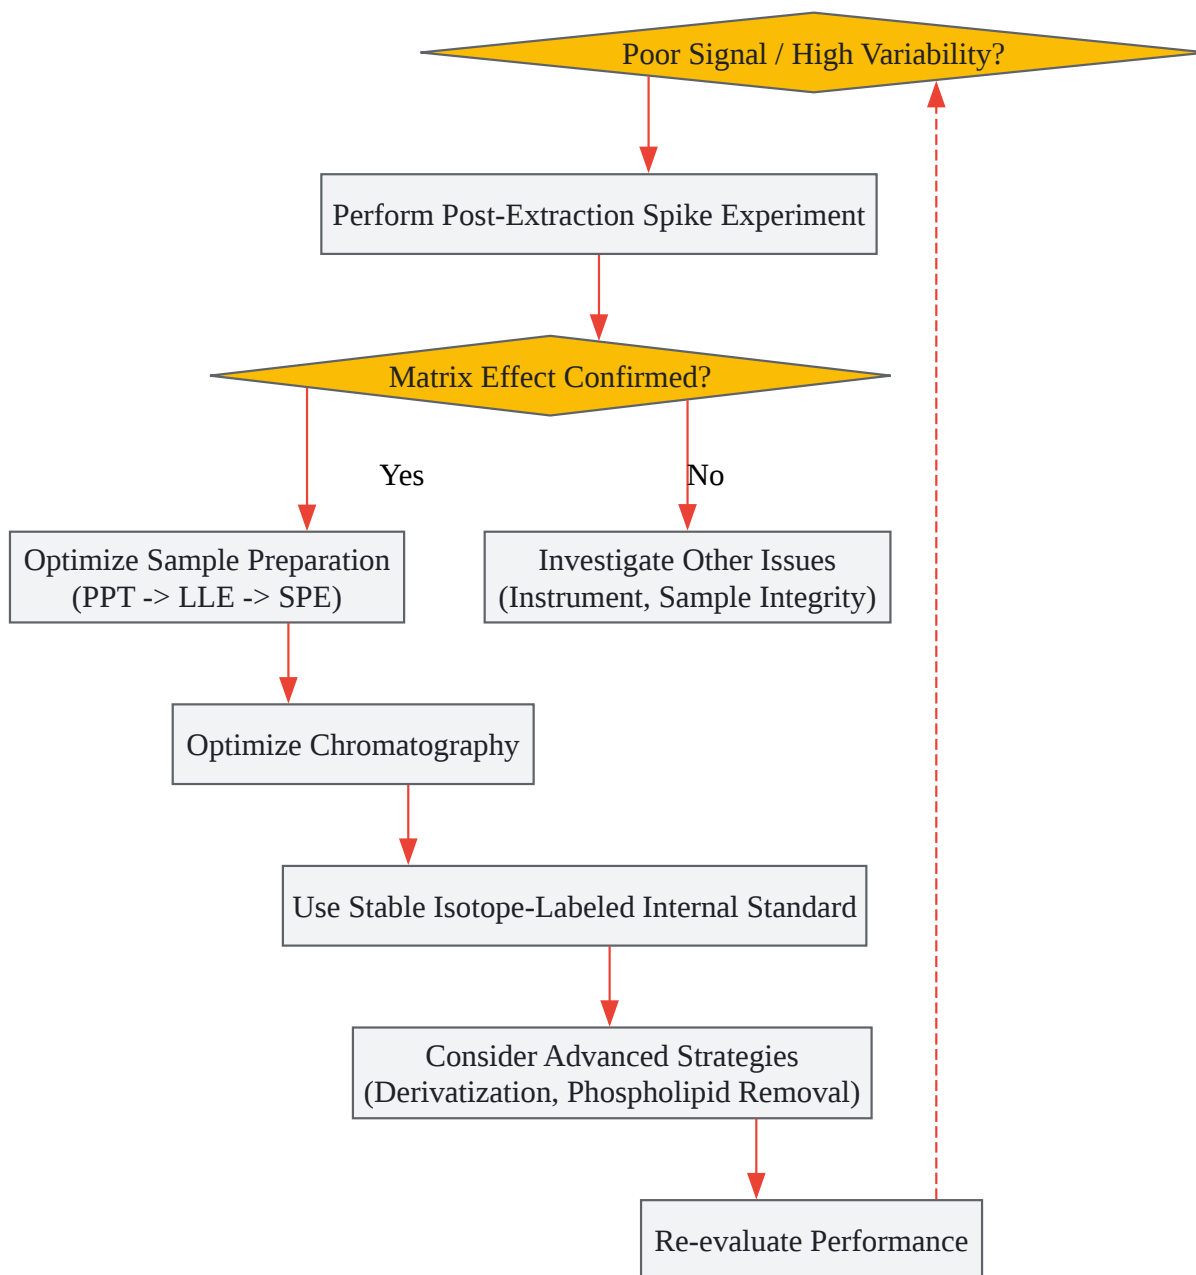 Poor Signal / High Variability?
Perform Post-Extraction Spike Experiment
Matrix Effect Confirmed?
Yes
No
Optimize Sample Preparation
(PPT -> LLE -> SPE)
Investigate Other Issues
(Instrument, Sample Integrity)
Optimize Chromatography
Use Stable Isotope-Labeled Internal Standard
Consider Advanced Strategies
(Derivatization, Phospholipid Removal)
Re-evaluate Performance